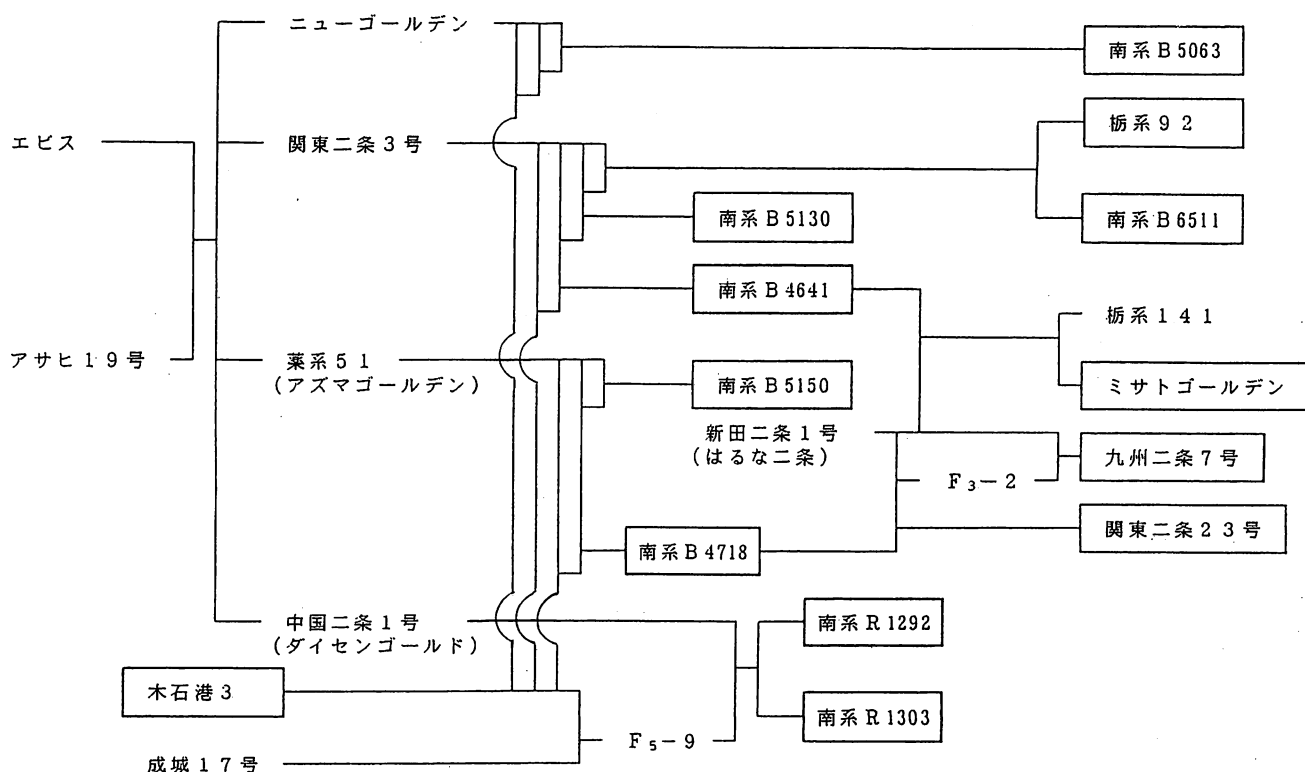 ニューゴールデン
南系B5063
栃系92
エビス
関東二条3号
南系B5130
南系B6511
南系B4641
栃系141
アサヒ19号
薬系51
(アズマゴールデン)
南系B5150
ミサトゴールデン
新田二条1号
(はるな二条)
九州二条7号
F₃−2
関東二条23号
南系B4718
中国二条1号
(ダイセンゴールド)
南系R1292
木石港3
南系R1303
F₅−9
成城17号